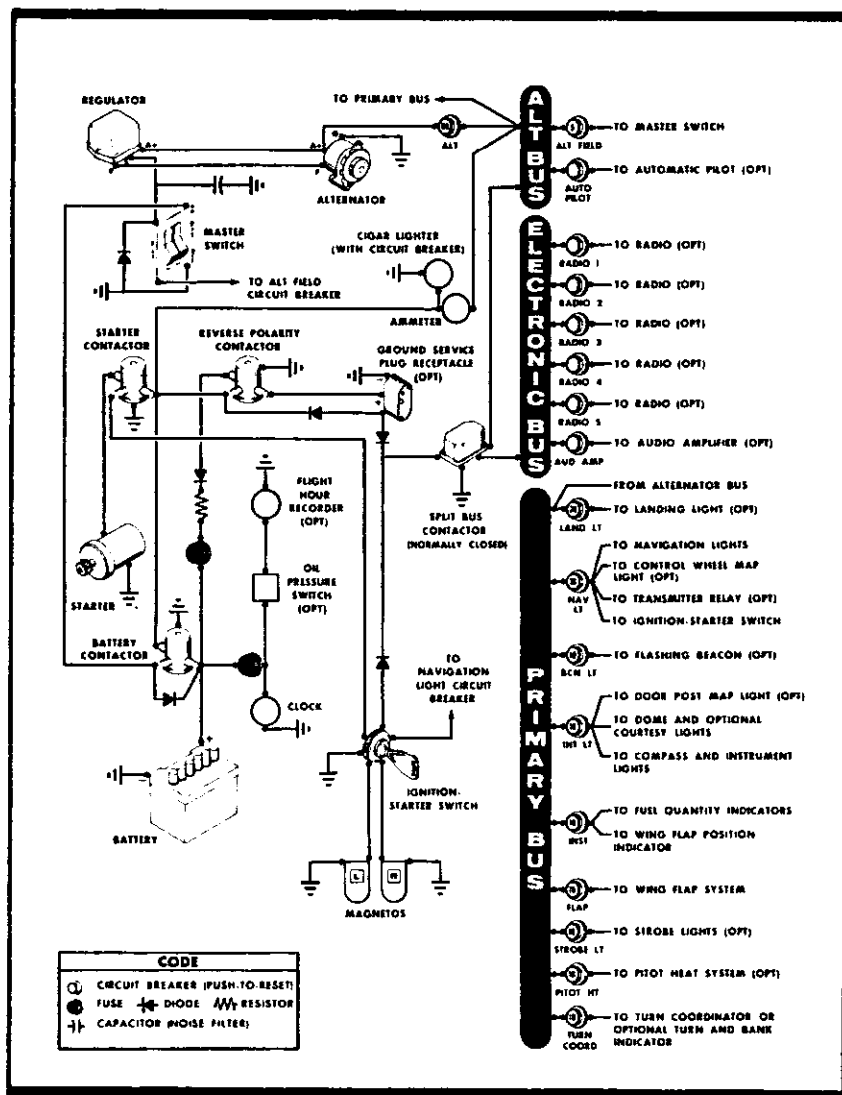 REGULATOR
A+
A+
F
F
B
TO PRIMARY BUS
ALT
ALTERNATOR
MASTER
SWITCH
TO ALT FIELD
CIRCUIT BREAKER
CIGAR LIGHTER
(WITH CIRCUIT BREAKER)
AMMETER
STARTER
CONTACTOR
REVERSE POLARITY
CONTACTOR
GROUND SERVICE
PLUG RECEPTACLE
(OPT)
FLIGHT
HOUR
RECORDER
(OPT)
SPLIT BUS
CONTACTOR
(NORMALLY CLOSED)
OIL
PRESSURE
SWITCH
(OPT)
STARTER
BATTERY
CONTACTOR
TO
NAVIGATION
LIGHT CIRCUIT
BREAKER
CLOCK
IGNITION-
STARTER SWITCH
BATTERY
L
R
MAGNETOS
ALT BUS
ALT FIELD
TO MASTER SWITCH
AUTO
PILOT
TO AUTOMATIC PILOT (OPT)
ELECTRONIC BUS
RADIO 1
TO RADIO (OPT)
RADIO 2
TO RADIO (OPT)
RADIO 3
TO RADIO (OPT)
RADIO 4
TO RADIO (OPT)
RADIO 5
TO RADIO (OPT)
AUD AMP
TO AUDIO AMPLIFIER (OPT)
PRIMARY BUS
FROM ALTERNATOR BUS
LAND LT
TO LANDING LIGHT (OPT)
NAV
LT
TO NAVIGATION LIGHTS
TO CONTROL WHEEL MAP
LIGHT (OPT)
TO TRANSMITTER RELAY (OPT)
TO IGNITION-STARTER SWITCH
BCN LT
TO FLASHING BEACON (OPT)
INT LT
TO DOOR POST MAP LIGHT (OPT)
TO DOME AND OPTIONAL
COURTESY LIGHTS
TO COMPASS AND INSTRUMENT
LIGHTS
INST
TO FUEL QUANTITY INDICATORS
TO WING FLAP POSITION
INDICATOR
FLAP
TO WING FLAP SYSTEM
STROBE LT
TO STROBE LIGHTS (OPT)
PITOT HT
TO PITOT HEAT SYSTEM (OPT)
TURN
COORD
TO TURN COORDINATOR OR
OPTIONAL TURN AND BANK
INDICATOR
CODE
CIRCUIT BREAKER (PUSH-TO-RESET)
FUSE DIODE RESISTOR
CAPACITOR (NOISE FILTER)